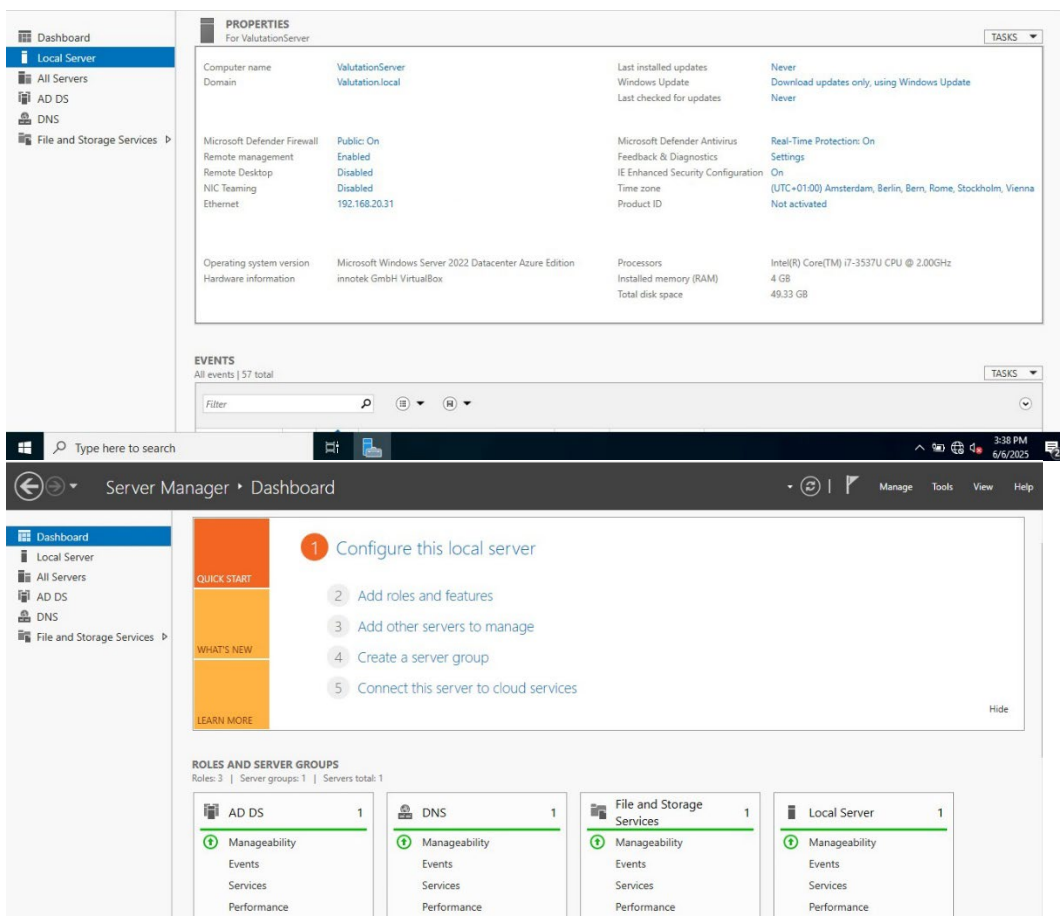 PROPERTIES
For ValutationServer
TASKS
Dashboard
Local Server
All Servers
AD DS
DNS
File and Storage Services
Computer name ValutationServer Last installed updates Never
Domain Valutation.local Windows Update Download updates only, using Windows Update
Last checked for updates Never
Microsoft Defender Firewall Public: On Microsoft Defender Antivirus Real-Time Protection: On
Remote management Enabled Feedback & Diagnostics Settings
Remote Desktop Disabled IE Enhanced Security Configuration On
NIC Teaming Disabled Time zone (UTC+01:00) Amsterdam, Berlin, Bern, Rome, Stockholm, Vienna
Ethernet 192.168.20.31 Product ID Not activated
Operating system version Microsoft Windows Server 2022 Datacenter Azure Edition Processors Intel(R) Core(TM) i7-3537U CPU @ 2.00GHz
Hardware information innotek GmbH VirtualBox Installed memory (RAM) 4 GB
Total disk space 49.33 GB
EVENTS
All events | 57 total
TASKS
Filter
Type here to search
3:38 PM
6/6/2025
2
Server Manager • Dashboard
Manage Tools View Help
Dashboard
Local Server
All Servers
AD DS
DNS
File and Storage Services
QUICK START
WHAT'S NEW
LEARN MORE
1 Configure this local server
2 Add roles and features
3 Add other servers to manage
4 Create a server group
5 Connect this server to cloud services
Hide
ROLES AND SERVER GROUPS
Roles: 3 | Server groups: 1 | Servers total: 1
AD DS 1
Manageability
Events
Services
Performance
DNS 1
Manageability
Events
Services
Performance
File and Storage
Services 1
Manageability
Events
Services
Performance
Local Server 1
Manageability
Events
Services
Performance